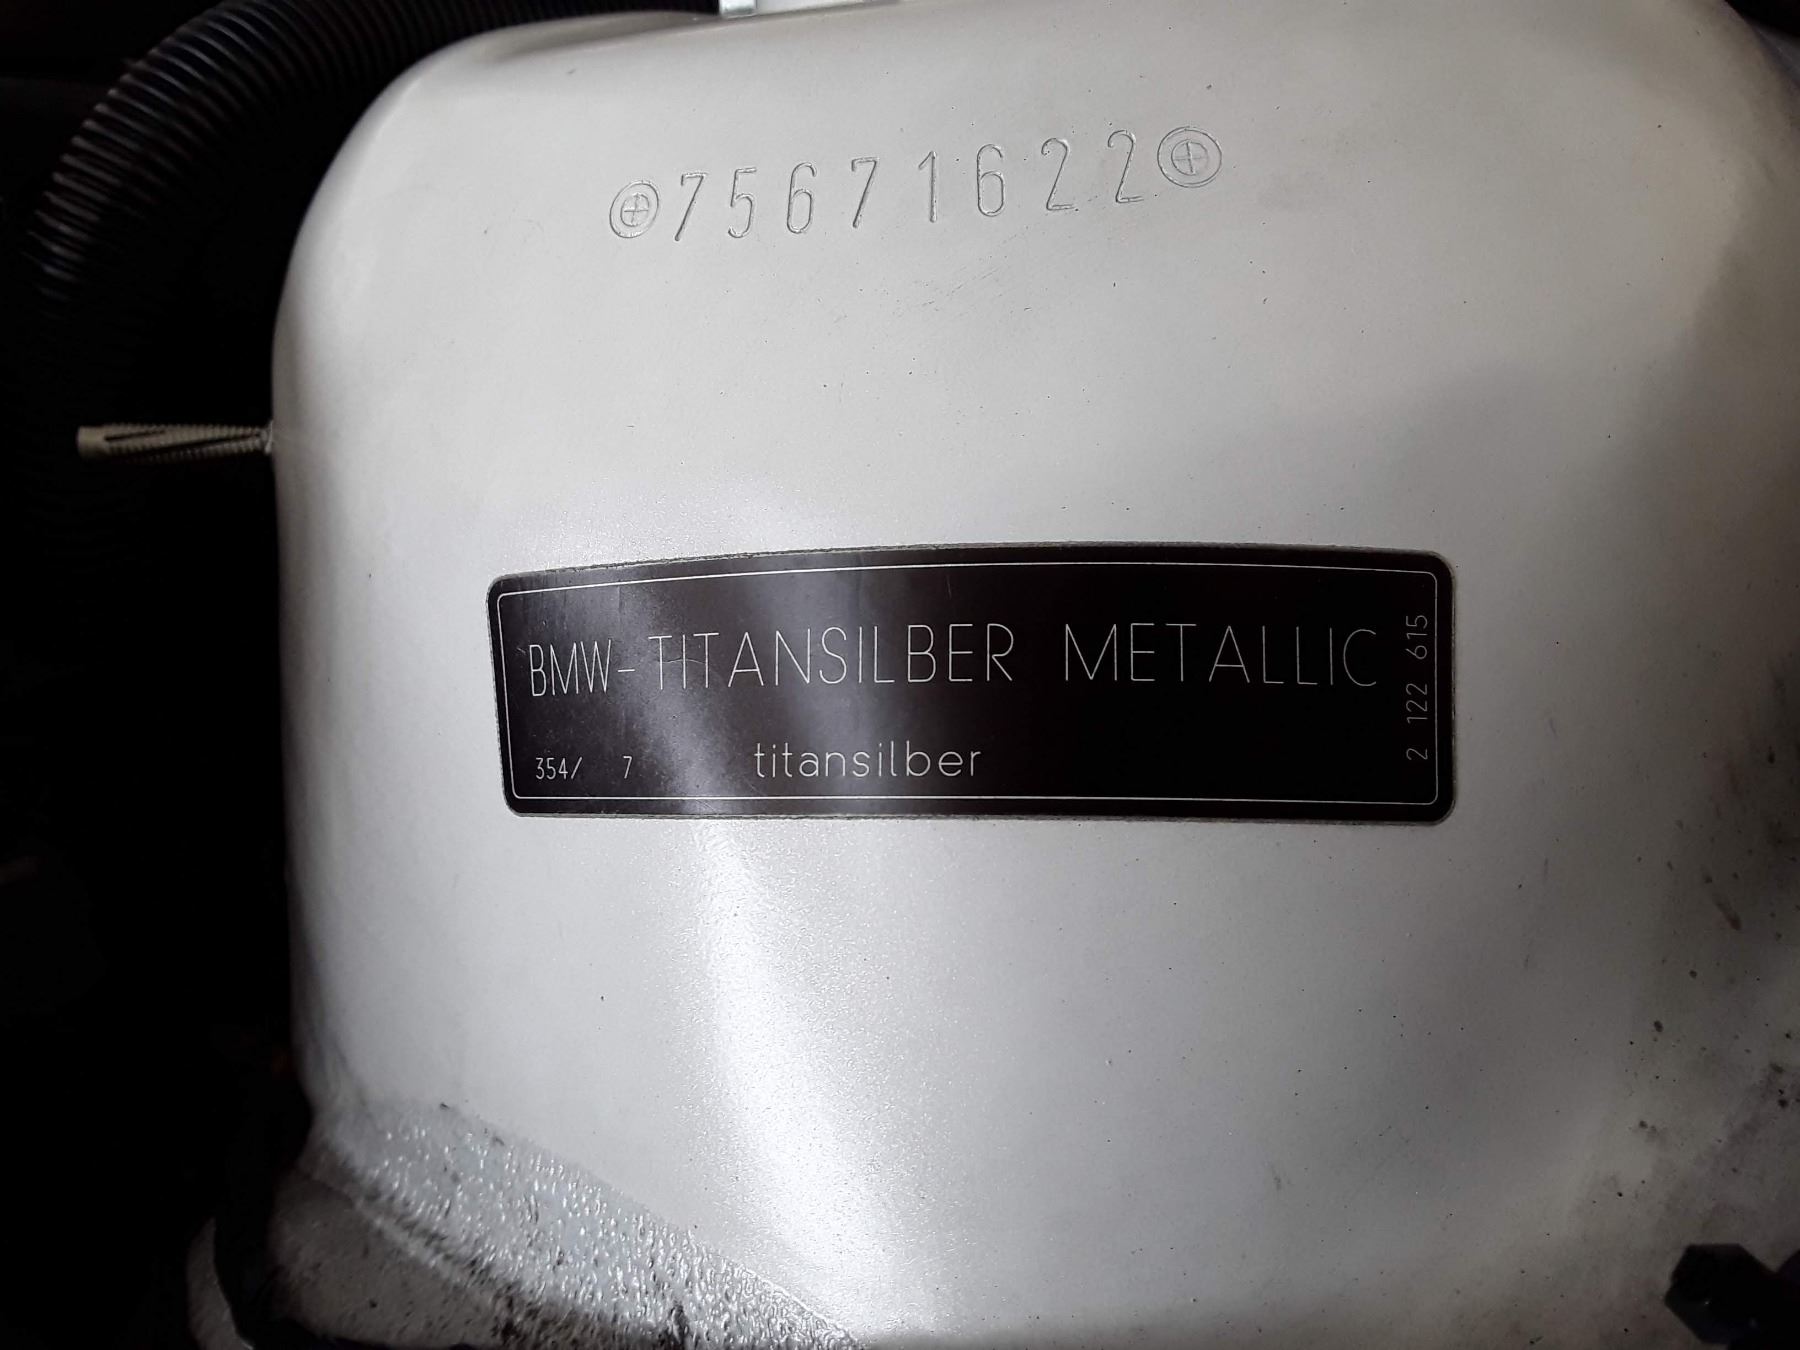 75671622
BMW-TITANSILBER METALLIC
354/ 7 titansilber
2 122 615